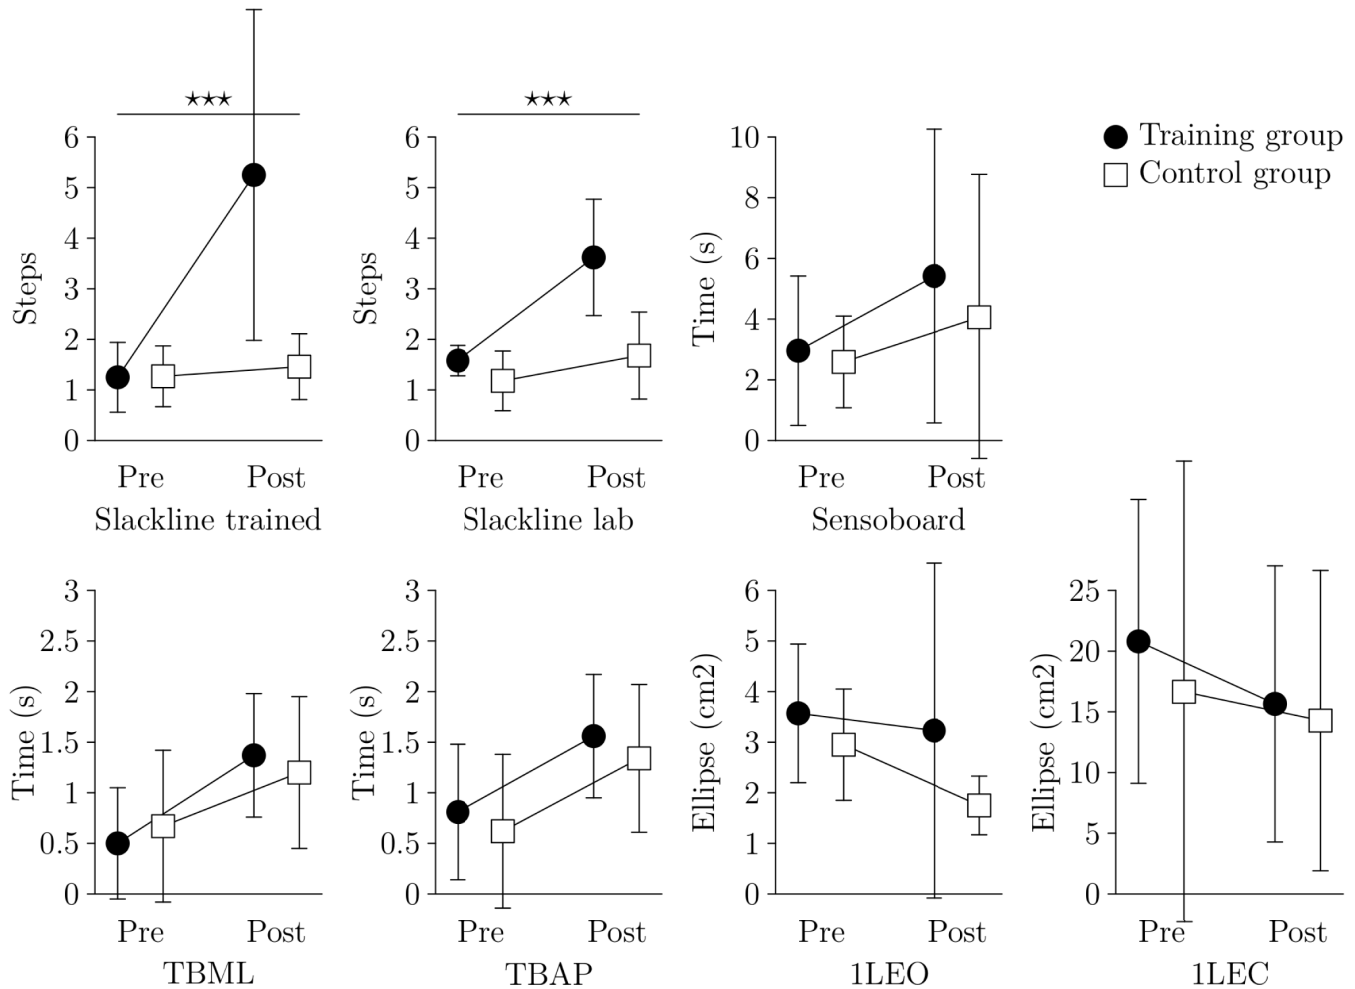 ⋆⋆⋆
6
5
4
3
2
1
0
Steps
Pre Post
Slackline trained
⋆⋆⋆
6
5
4
3
2
1
0
Steps
Pre Post
Slackline lab
10
8
6
4
2
0
Time (s)
Pre Post
Sensoboard
Training group
Control group
3
2.5
2
1.5
1
0.5
0
Time (s)
Pre Post
TBML
3
2.5
2
1.5
1
0.5
0
Time (s)
Pre Post
TBAP
6
5
4
3
2
1
0
Ellipse (cm2)
Pre Post
1LEO
25
20
15
10
5
0
Ellipse (cm2)
Pre Post
1LEC